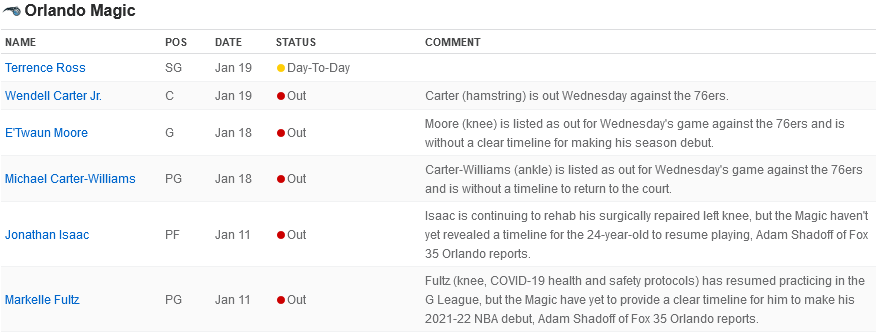 Orlando Magic
NAME POS DATE STATUS COMMENT
Terrence Ross SG Jan 19 Day-To-Day
Wendell Carter Jr. C Jan 19 Out Carter (hamstring) is out Wednesday against the 76ers.
E'Twaun Moore G Jan 18 Out Moore (knee) is listed as out for Wednesday's game against the 76ers and is
without a clear timeline for making his season debut.
Michael Carter-Williams PG Jan 18 Out Carter-Williams (ankle) is listed as out for Wednesday's game against the 76ers
and is without a timeline to return to the court.
Jonathan Isaac PF Jan 11 Out Isaac is continuing to rehab his surgically repaired left knee, but the Magic haven't
yet revealed a timeline for the 24-year-old to resume playing, Adam Shadoff of Fox
35 Orlando reports.
Markelle Fultz PG Jan 11 Out Fultz (knee, COVID-19 health and safety protocols) has resumed practicing in the
G League, but the Magic have yet to provide a clear timeline for him to make his
2021-22 NBA debut, Adam Shadoff of Fox 35 Orlando reports.